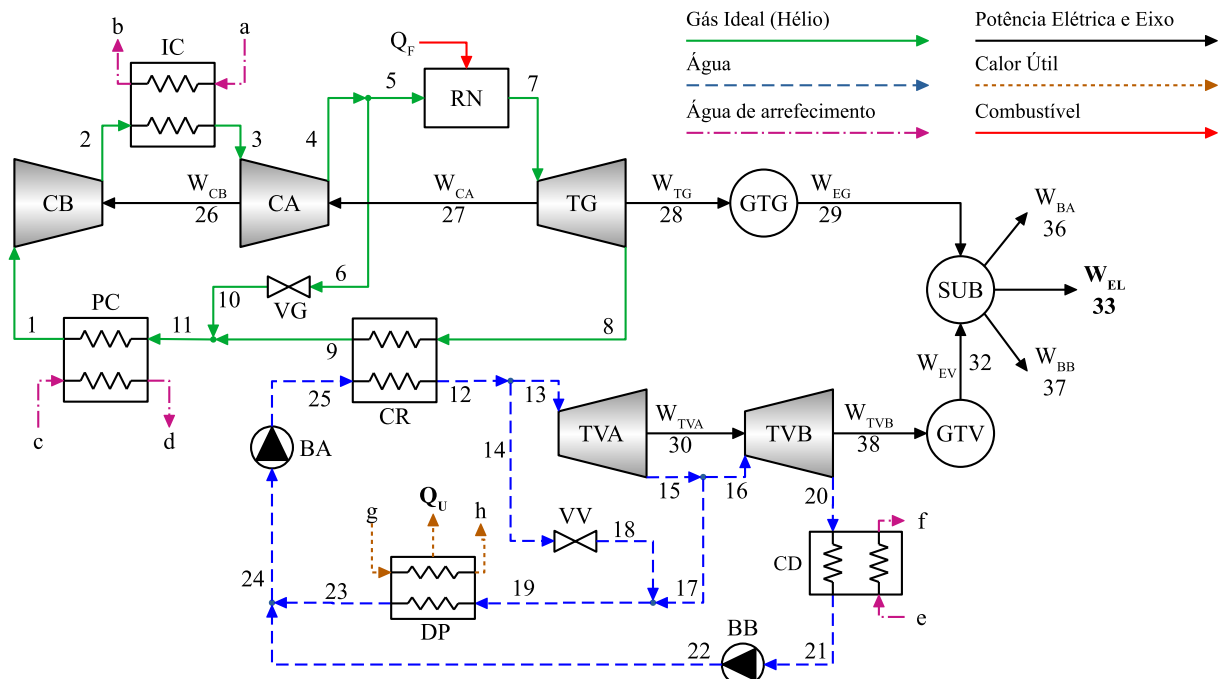 Gás Ideal (Hélio)
Potência Elétrica e Eixo
Água
Calor Útil
Água de arrefecimento
Combustível
b
IC
a
Q_F
5
RN
7
2
3
4
CB
W_CB
26
CA
W_CA
27
TG
W_TG
28
GTG
W_EG
29
W_BA
36
SUB
W_EL
33
W_BB
37
W_EV
32
6
10
VG
PC
1
11
9
8
c
d
25
CR
12
13
BA
14
TVA
W_TVA
30
TVB
W_TVB
38
GTV
15
16
20
g
Q_U
h
VV
18
CD
f
24
23
19
17
e
DP
22
BB
21